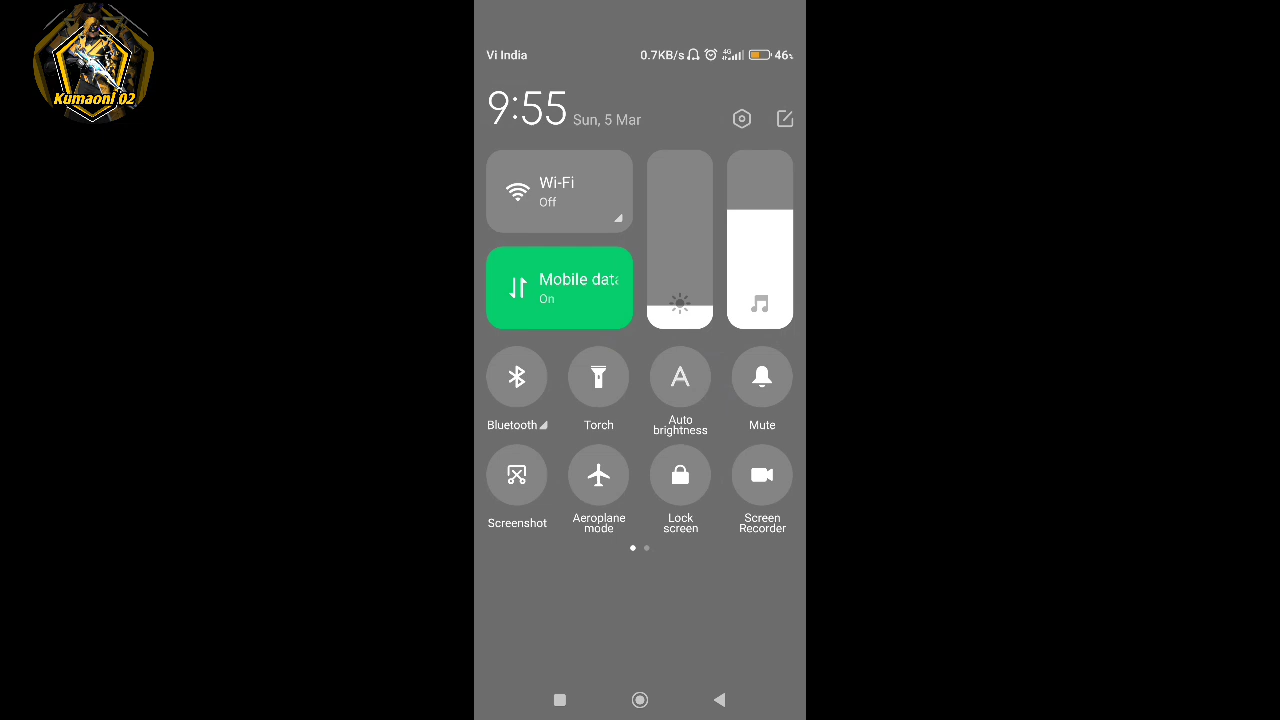 Kumaoni 02
Vi India
0.7KB/s
4G
46%
9:55
Sun, 5 Mar
Wi-Fi
Off
Mobile data
On
Bluetooth
Torch
Auto
brightness
Mute
Screenshot
Aeroplane
mode
Lock
screen
Screen
Recorder